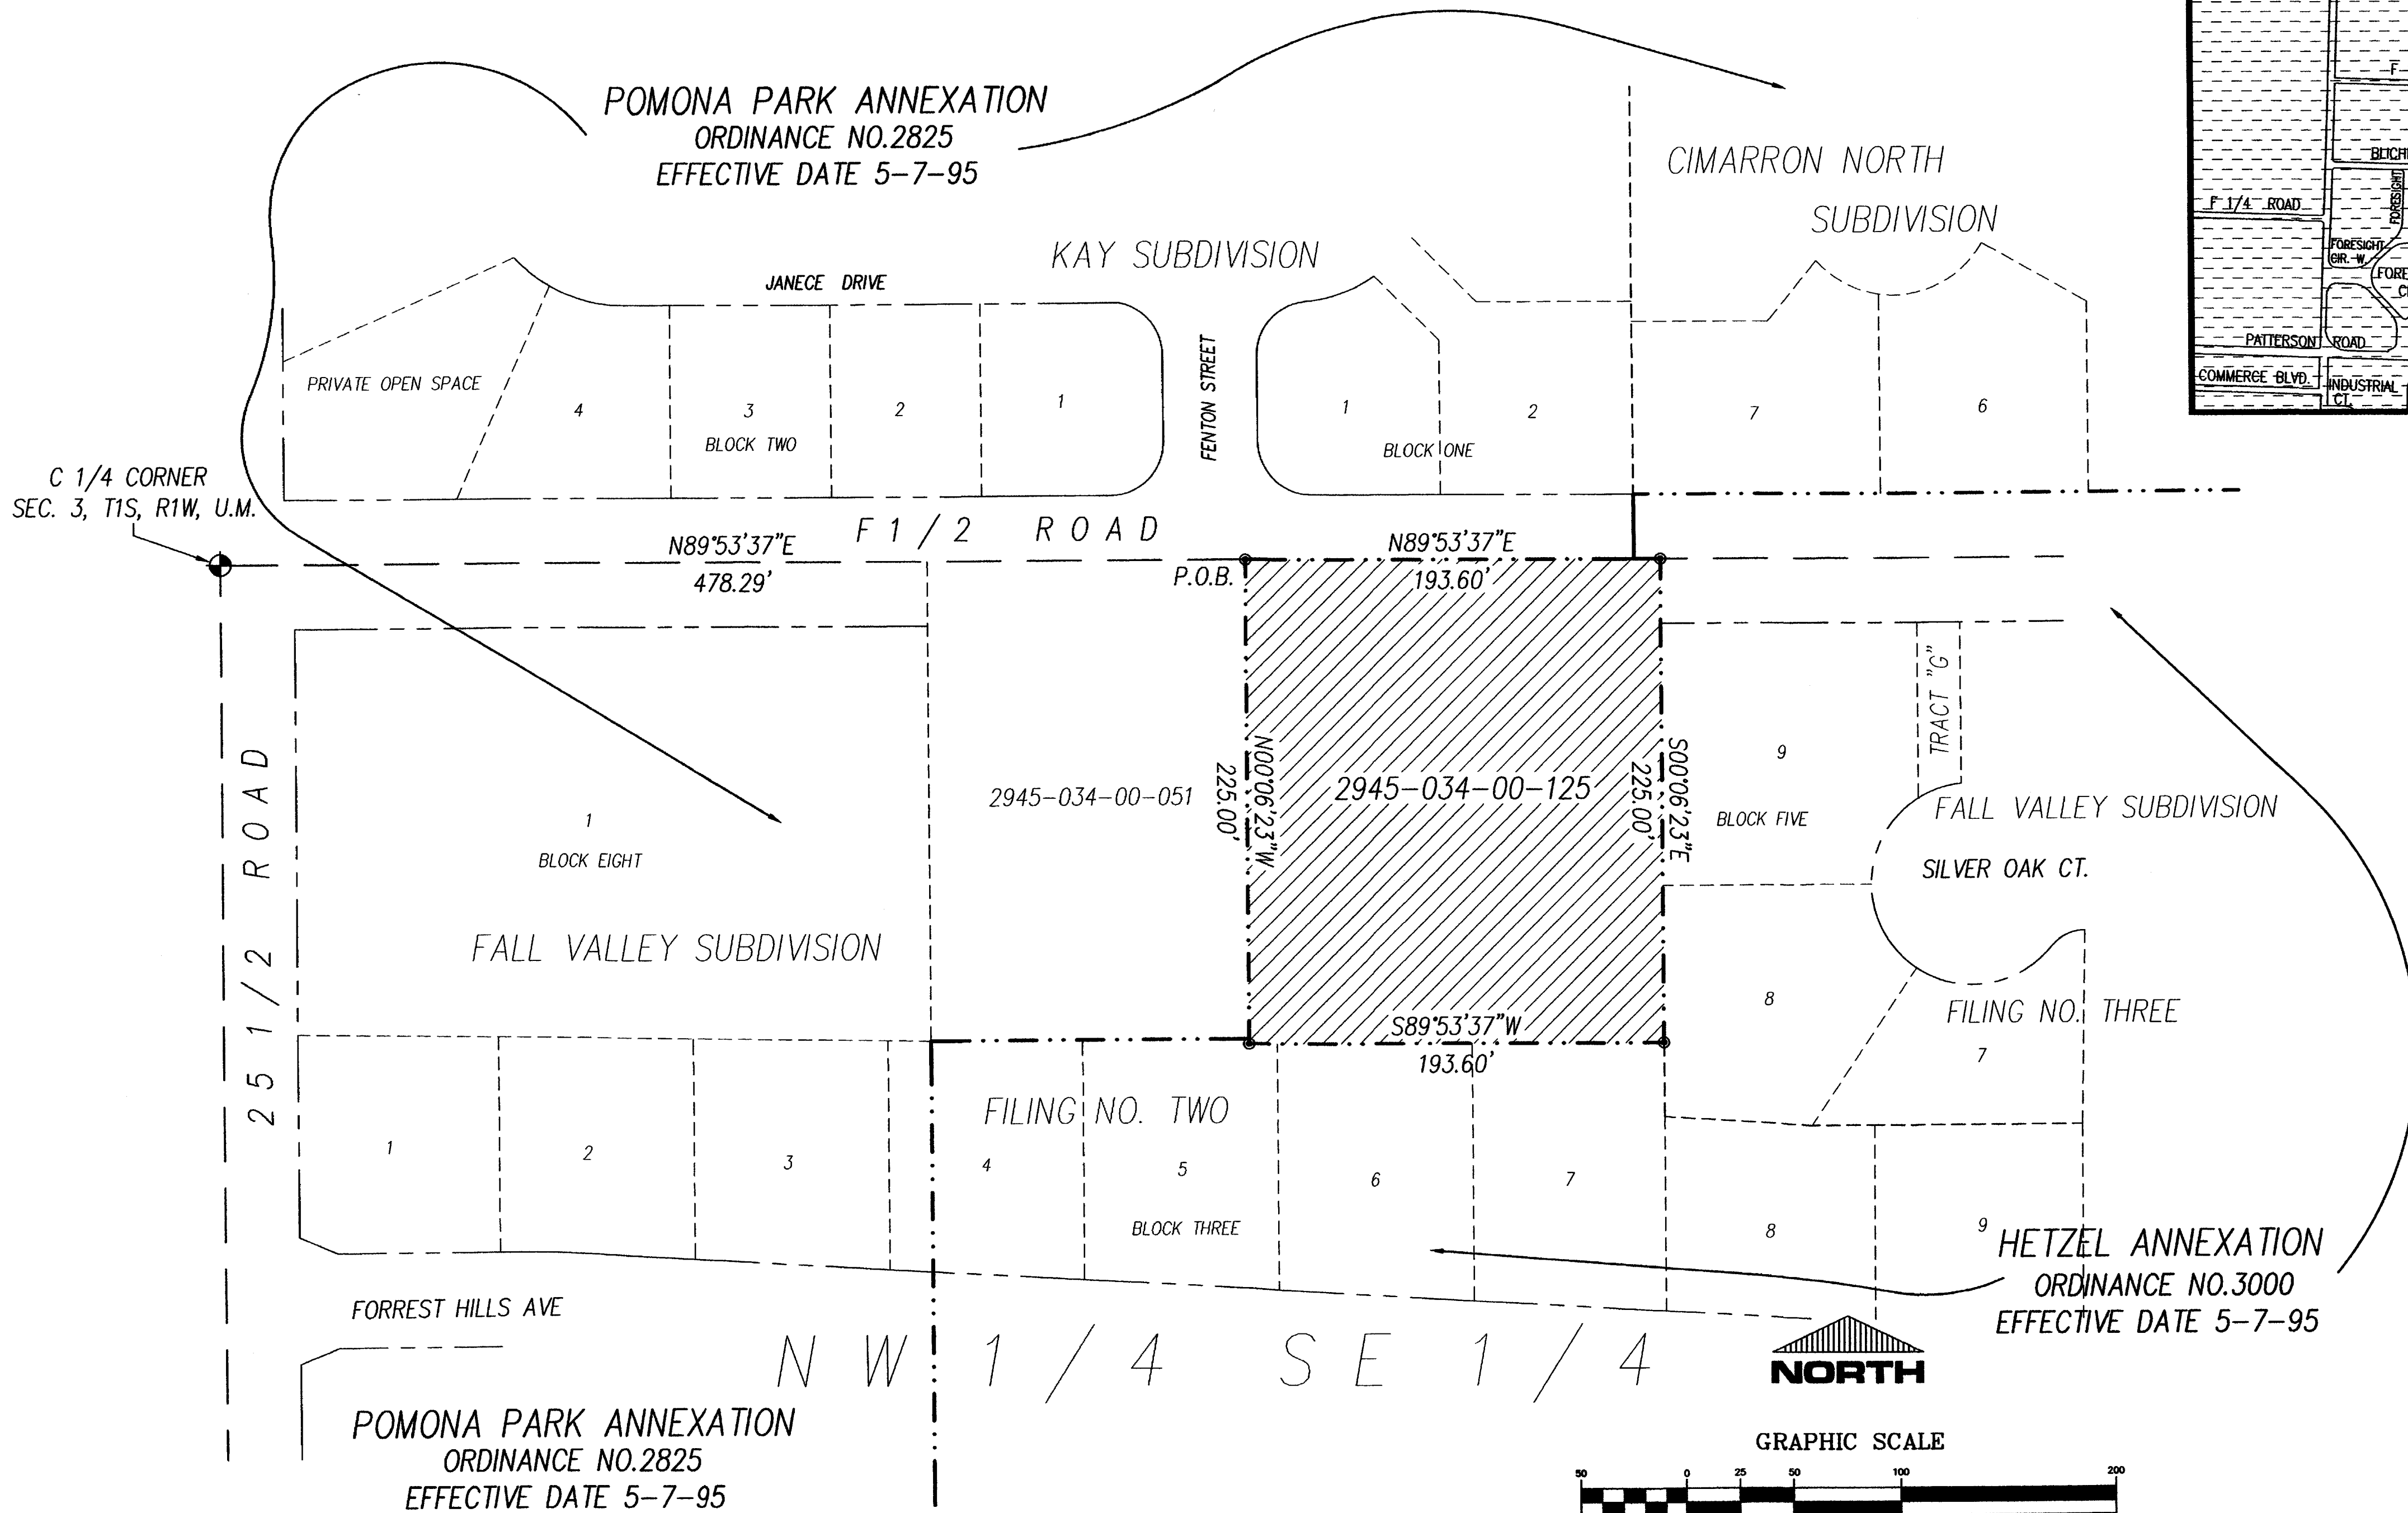 POMONA PARK ANNEXATION
ORDINANCE NO.2825
EFFECTIVE DATE 5-7-95
CIMARRON NORTH
SUBDIVISION
KAY SUBDIVISION
JANECE DRIVE
FENTON STREET
PRIVATE OPEN SPACE
4
3
BLOCK TWO
2
1
1
BLOCK ONE
2
7
6
F 1/4 ROAD
FORESIGHT
FORESIGHT
CIR.-W.
PATTERSON ROAD
COMMERCE BLVD.
INDUSTRIAL
CT.
C 1/4 CORNER
SEC. 3, T1S, R1W, U.M.
F 1/2 ROAD
N89°53'37"E
478.29'
P.O.B.
N89°53'37"E
193.60'
25 1/2 ROAD
1
BLOCK EIGHT
FALL VALLEY SUBDIVISION
2945-034-00-051
N00°06'23"W
225.00'
2945-034-00-125
S00°06'23"E
225.00'
9
BLOCK FIVE
TRACT "G"
FALL VALLEY SUBDIVISION
SILVER OAK CT.
8
FILING NO. THREE
7
S89°53'37"W
193.60'
FILING NO. TWO
1
2
3
4
5
BLOCK THREE
6
7
8
9
HETZEL ANNEXATION
ORDINANCE NO.3000
EFFECTIVE DATE 5-7-95
FORREST HILLS AVE
NW 1/4 SE 1/4
NORTH
POMONA PARK ANNEXATION
ORDINANCE NO.2825
EFFECTIVE DATE 5-7-95
GRAPHIC SCALE
50 0 25 50 100 200